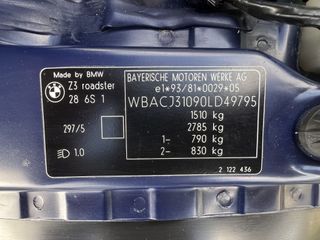 Made by BMW
Z3 roadster
28 6S 1
297/5
1.0
BAYERISCHE MOTOREN WERKE AG
e1*93/81*0029*05
WBACJ31090LD49795
1510 kg
2785 kg
1- 790 kg
2- 830 kg
2 122 436